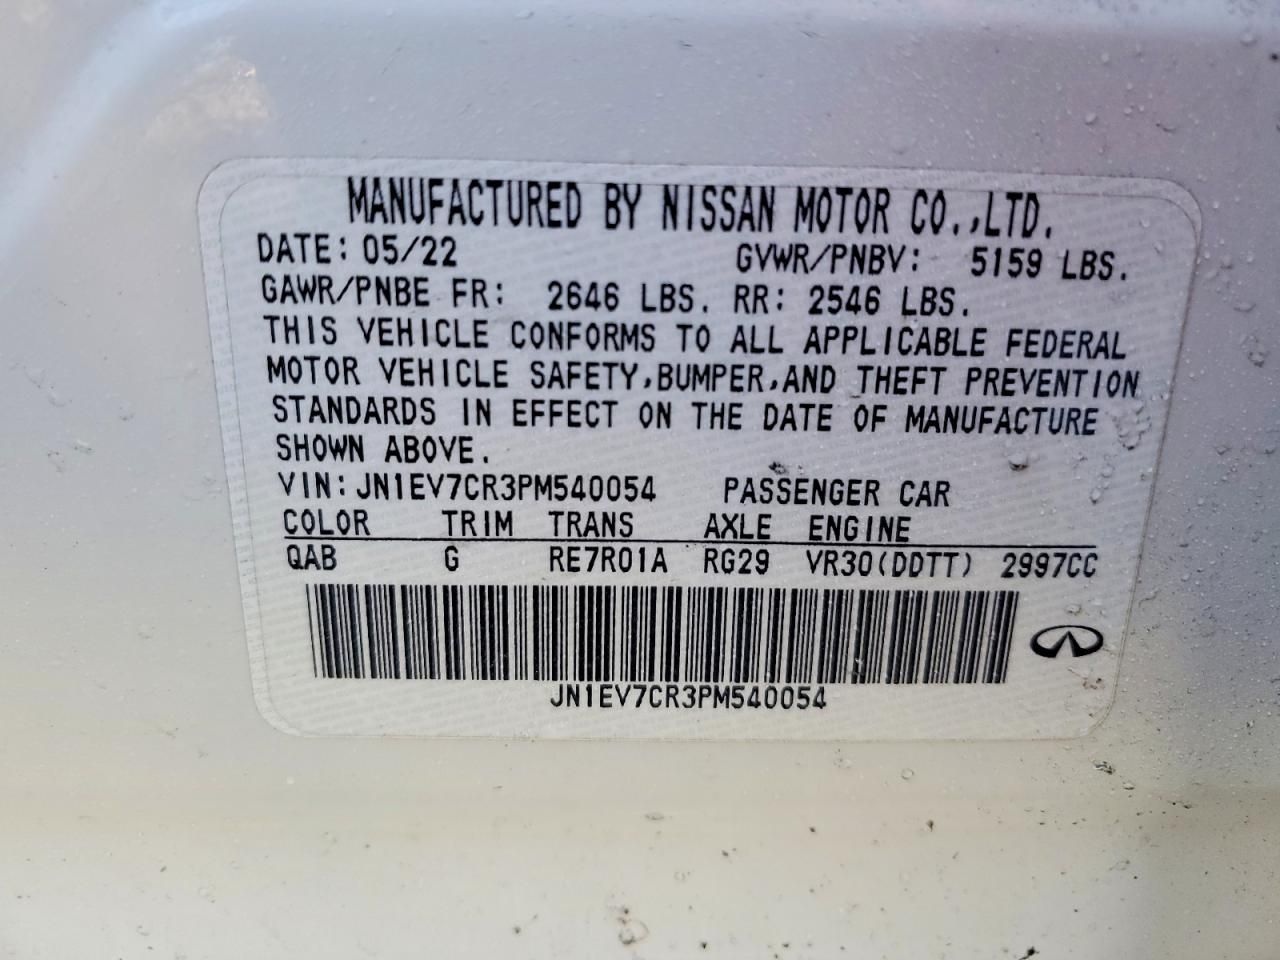 MANUFACTURED BY NISSAN MOTOR CO.,LTD.
DATE: 05/22 GVWR/PNBV: 5159 LBS.
GAWR/PNBE FR: 2646 LBS. RR: 2546 LBS.
THIS VEHICLE CONFORMS TO ALL APPLICABLE FEDERAL
MOTOR VEHICLE SAFETY,BUMPER,AND THEFT PREVENTION
STANDARDS IN EFFECT ON THE DATE OF MANUFACTURE
SHOWN ABOVE.
VIN: JN1EV7CR3PM540054 PASSENGER CAR
COLOR TRIM TRANS AXLE ENGINE
QAB G RE7R01A RG29 VR30(DDTT) 2997CC
JN1EV7CR3PM540054